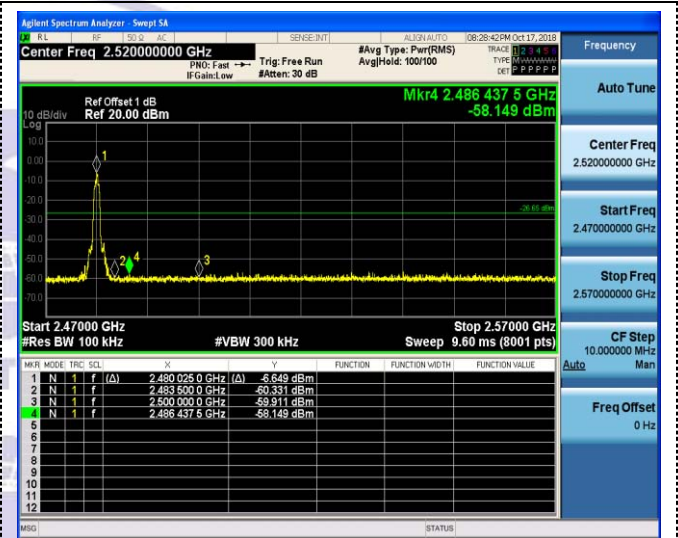 Agilent Spectrum Analyzer - Swept SA
RL RF 50 Ω AC SENSE:INT ALIGN AUTO 08:28:42 PM Oct 17, 2018
Center Freq 2.520000000 GHz
PNO: Fast
IFGain:Low
Trig: Free Run
#Atten: 30 dB
#Avg Type: Pwr(RMS)
Avg|Hold: 100/100
TRACE 1 2 3 4 5 6
TYPE M
DET P P P P P P
Ref Offset 1 dB
10 dB/div Ref 20.00 dBm
Log
Mkr4 2.486 437 5 GHz
-58.149 dBm
10.0
0.00
-10.0
-20.0
-30.0
-40.0
-50.0
-60.0
-70.0
1
2
4
3
-26.65 dBm
Start 2.47000 GHz Stop 2.57000 GHz
#Res BW 100 kHz #VBW 300 kHz Sweep 9.60 ms (8001 pts)
MKR MODE TRC SCL X Y FUNCTION FUNCTION WIDTH FUNCTION VALUE
1 N 1 f (Δ) 2.480 025 0 GHz (Δ) -6.649 dBm
2 N 1 f 2.483 500 0 GHz -60.331 dBm
3 N 1 f 2.500 000 0 GHz -59.911 dBm
4 N 1 f 2.486 437 5 GHz -58.149 dBm
5
6
7
8
9
10
11
12
MSG STATUS
Frequency
Auto Tune
Center Freq
2.520000000 GHz
Start Freq
2.470000000 GHz
Stop Freq
2.570000000 GHz
CF Step
10.000000 MHz
Auto Man
Freq Offset
0 Hz